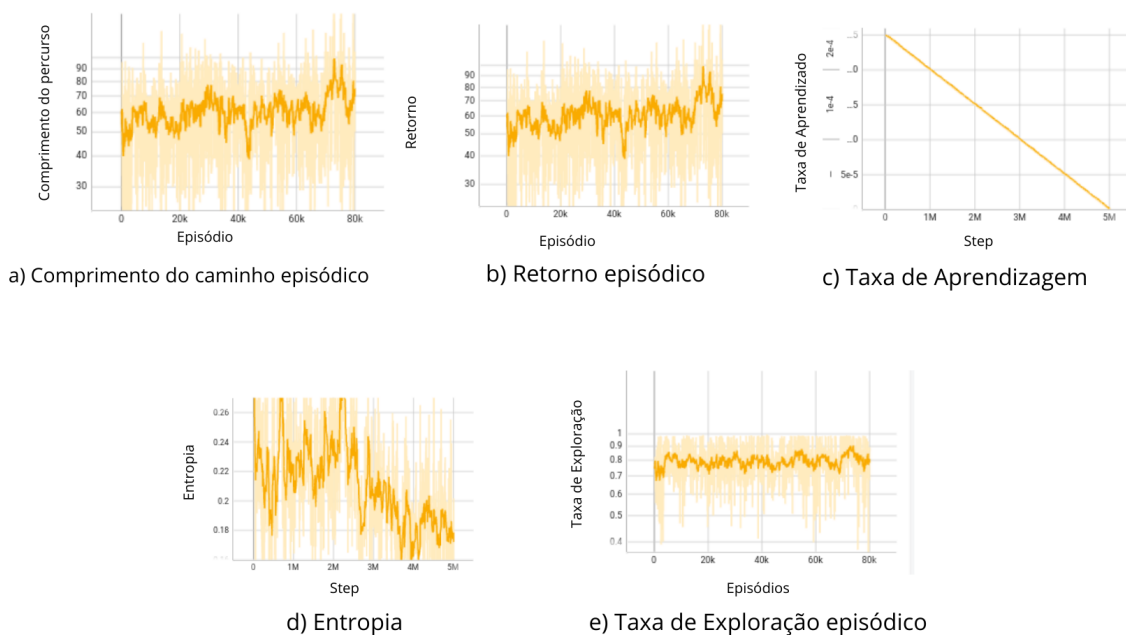 Comprimento do percurso
90
80
70
60
50
40
30
0 20k 40k 60k 80k
Episódio
a) Comprimento do caminho episódico
Retorno
90
80
70
60
50
40
30
0 20k 40k 60k 80k
Episódio
b) Retorno episódico
Taxa de Aprendizado
2e-4
1e-4
...5
...0
...5
...0
5e-5
0 1M 2M 3M 4M 5M
Step
c) Taxa de Aprendizagem
Entropia
0.26
0.24
0.22
0.2
0.18
0 1M 2M 3M 4M 5M
Step
d) Entropia
Taxa de Exploração
1
0.9
0.8
0.7
0.6
0.5
0.4
0 20k 40k 60k 80k
Episódios
e) Taxa de Exploração episódico